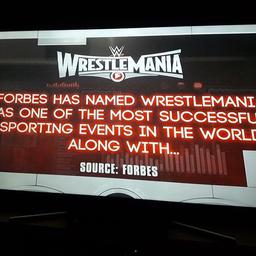 W
WRESTLEMANIA
FORBES HAS NAMED WRESTLEMANI
AS ONE OF THE MOST SUCCESSFU
SPORTING EVENTS IN THE WORLD
ALONG WITH...
SOURCE: FORBES